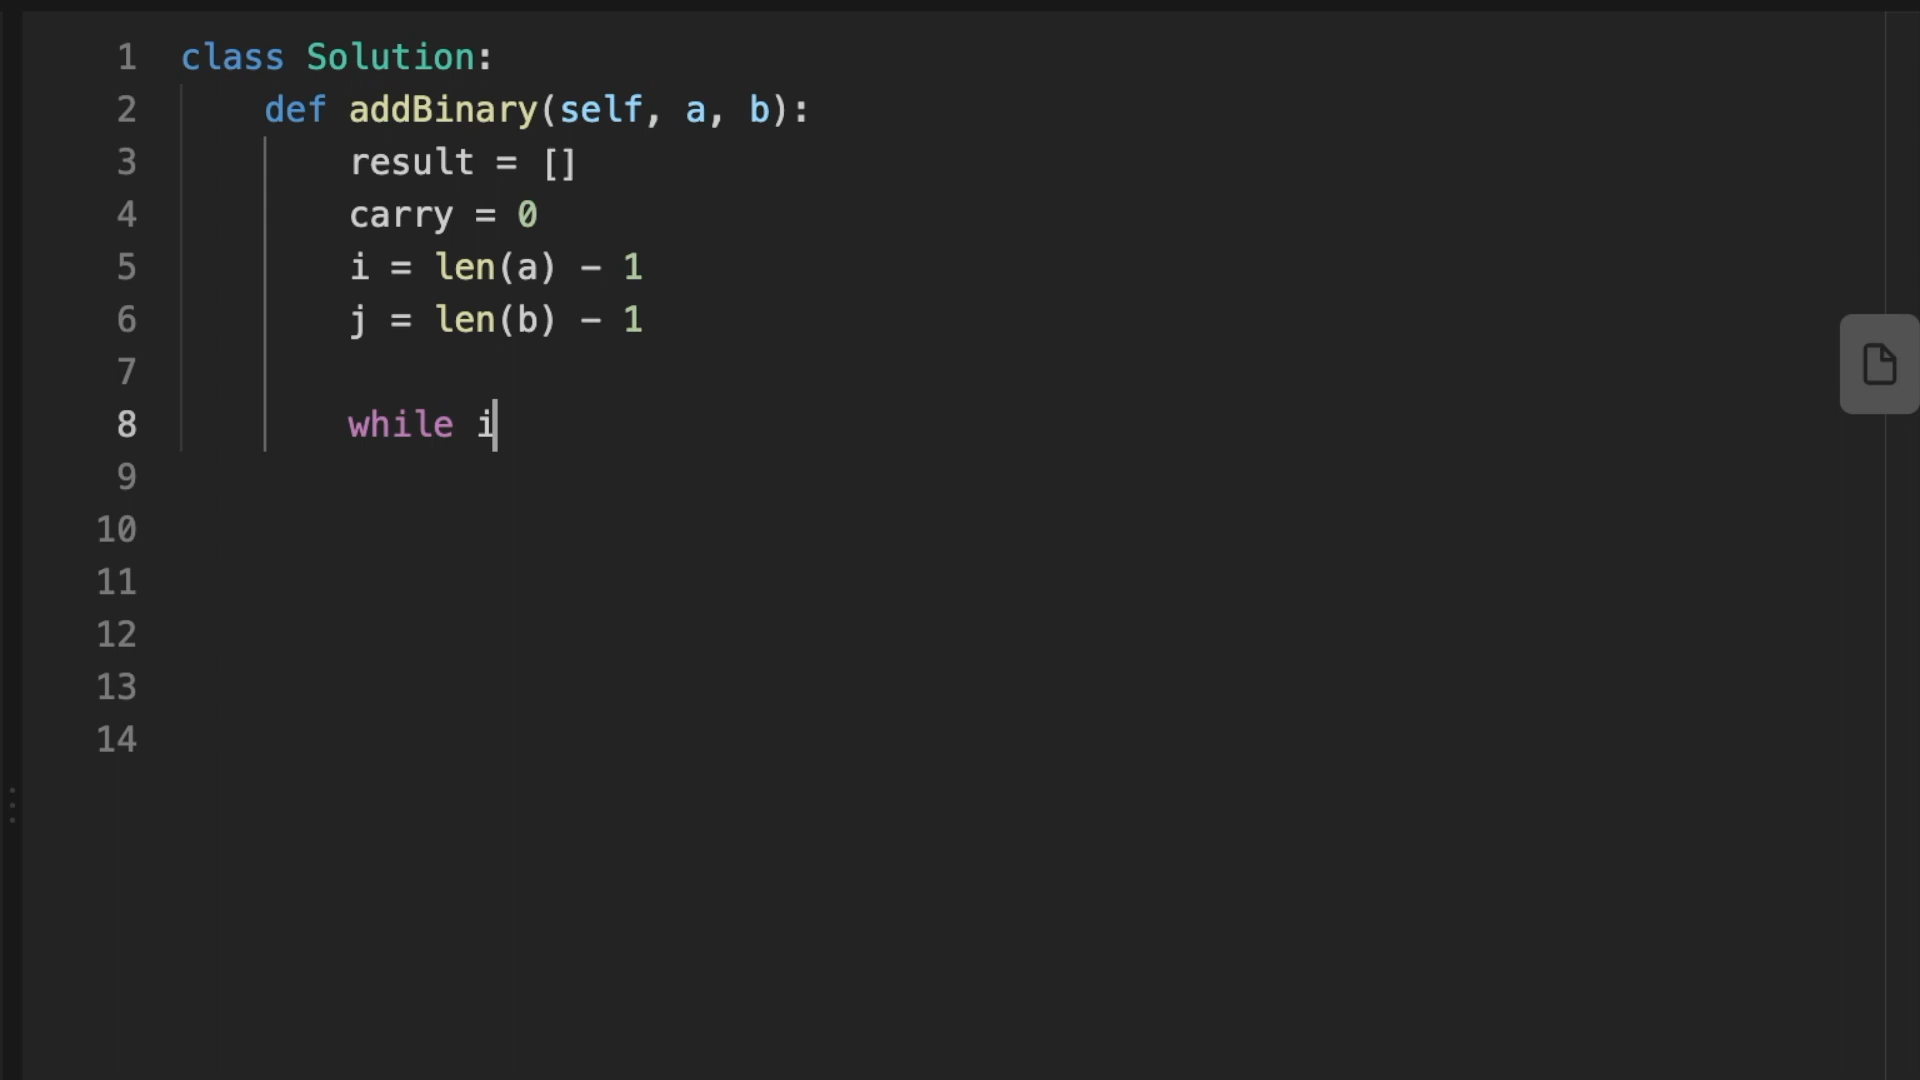 1 class Solution:
2     def addBinary(self, a, b):
3         result = []
4         carry = 0
5         i = len(a) - 1
6         j = len(b) - 1
7
8         while i
9
10
11
12
13
14